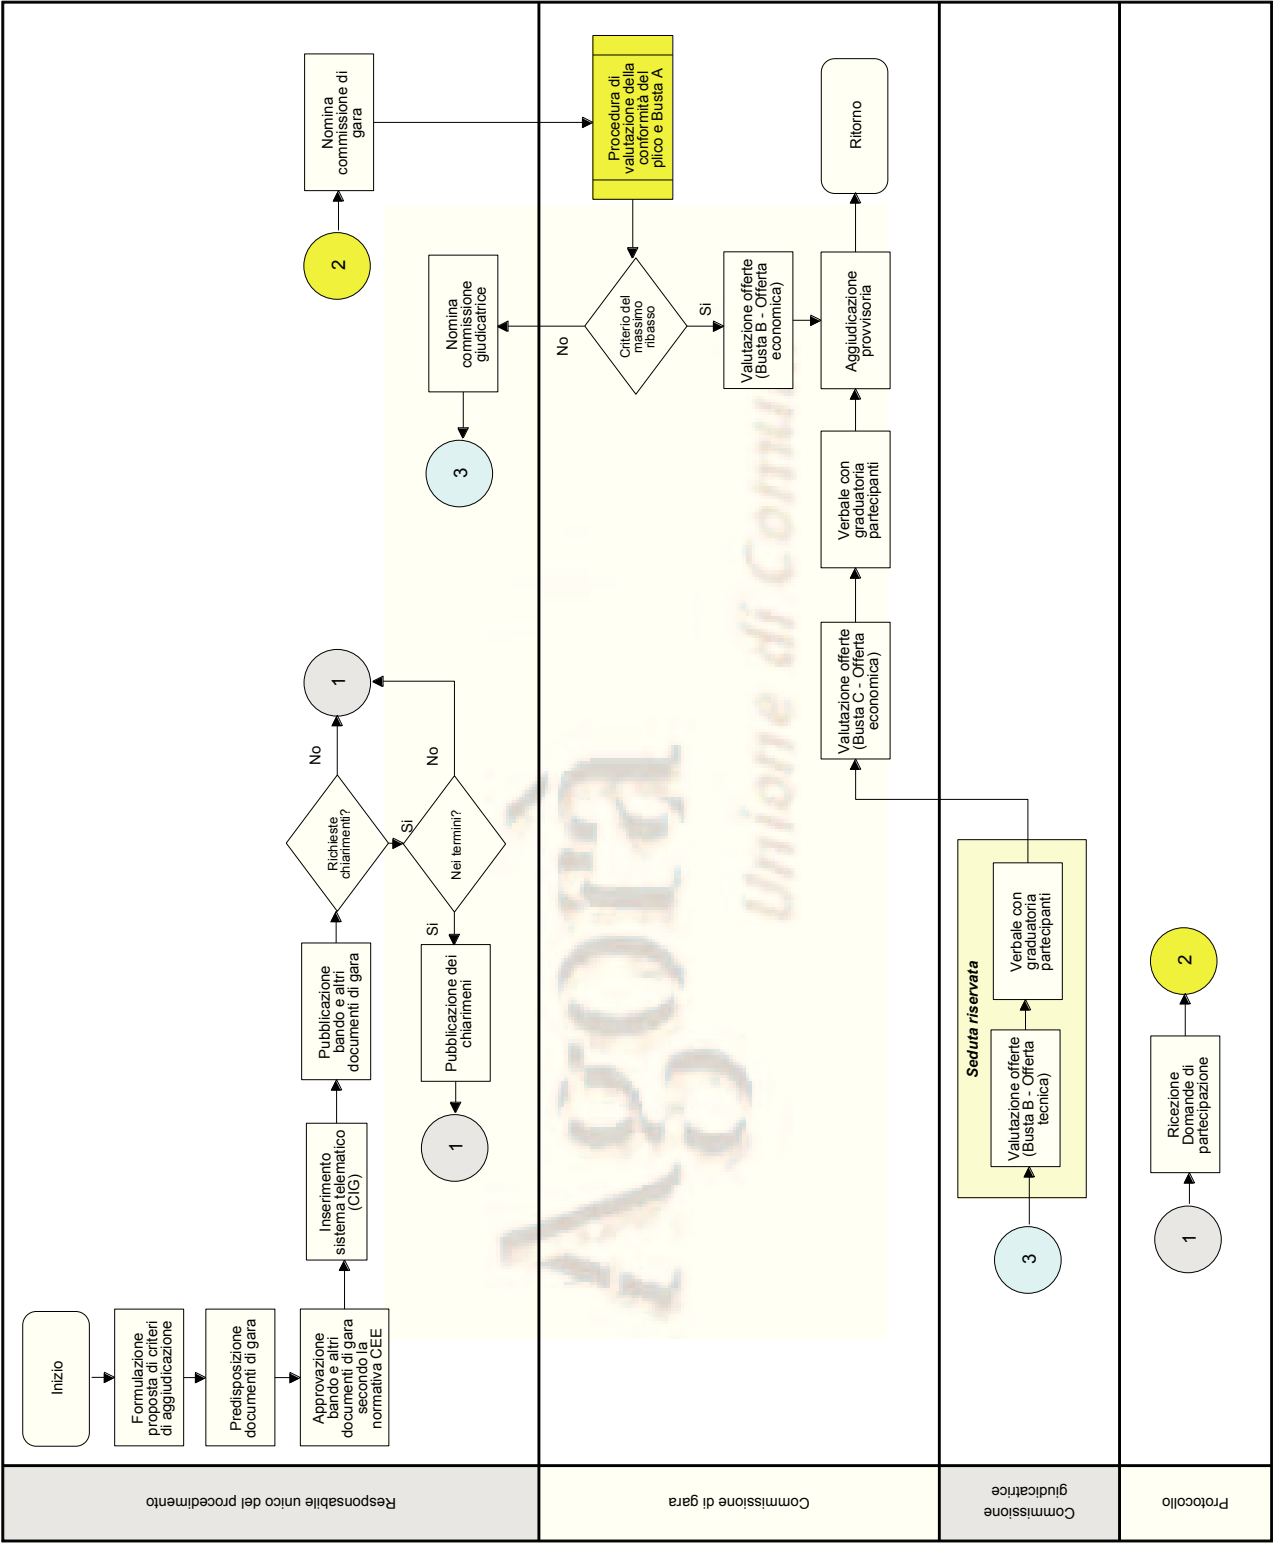 Responsabile unico del procedimento
Inizio
Formulazione
proposta di criteri
di aggiudicazione
Predisposizione
documenti di gara
Approvazione
bando e altri
documenti di gara
secondo la
normativa CEE
Inserimento
sistema telematico
(CIG)
Pubblicazione
bando e altri
documenti di gara
Richieste
chiarimenti?
No
1
Si
Nei termini?
No
Si
Pubblicazione dei
chiarimeni
1
2
Nomina
commissione di
gara
Nomina
commissione
giudicatrice
3
Commissione di gara
Procedura di
valutazione della
conformità del
plico e Busta A
Criterio del
massimo
ribasso
No
Si
Valutazione offerte
(Busta B - Offerta
economica)
Valutazione offerte
(Busta C - Offerta
economica)
Verbale con
graduatoria
partecipanti
Aggiudicazione
provvisoria
Ritorno
Agorà
Unione di Comu
Commissione
giudicatrice
Seduta riservata
3
Valutazione offerte
(Busta B - Offerta
tecnica)
Verbale con
graduatoria
partecipanti
Protocollo
1
Ricezione
Domande di
partecipazione
2